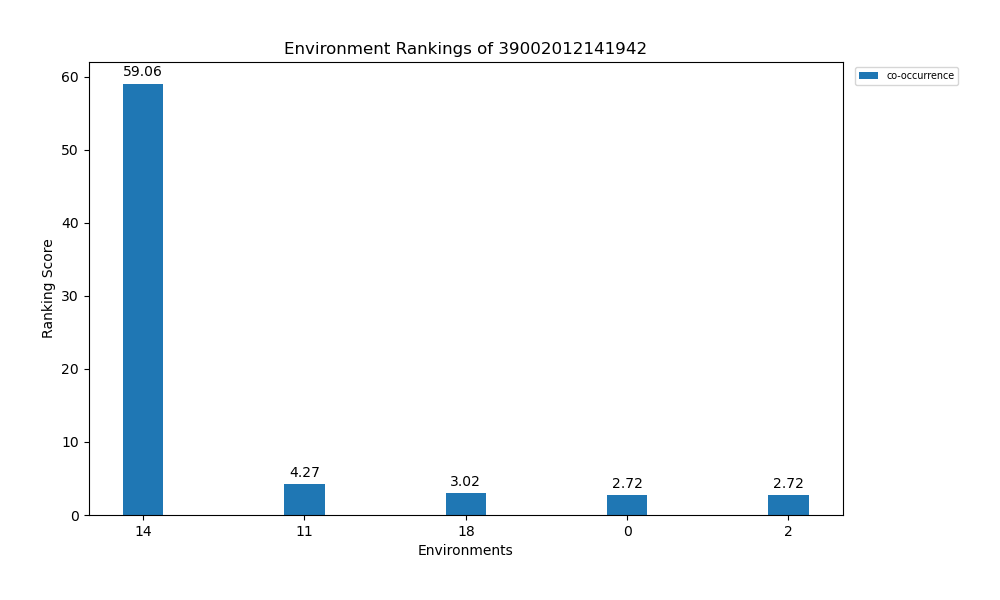 Environment Rankings of 39002012141942
co-occurrence
Ranking Score
60
50
40
30
20
10
0
59.06
4.27
3.02
2.72
2.72
14 11 18 0 2
Environments